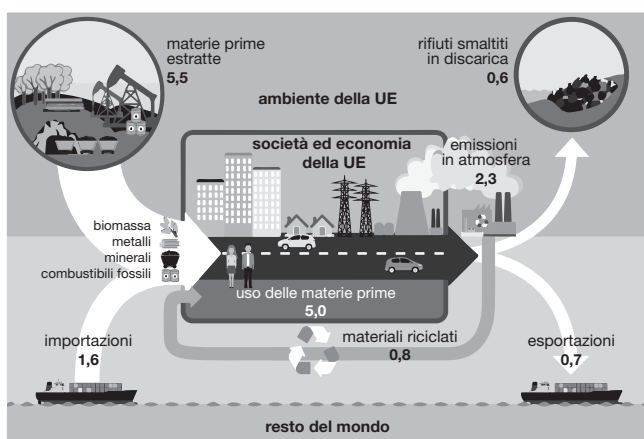 materie prime
estratte
5,5
rifiuti smaltiti
in discarica
0,6
ambiente della UE
società ed economia
della UE
emissioni
in atmosfera
2,3
biomassa
metalli
minerali
combustibili fossili
uso delle materie prime
5,0
importazioni
1,6
materiali riciclati
0,8
esportazioni
0,7
resto del mondo